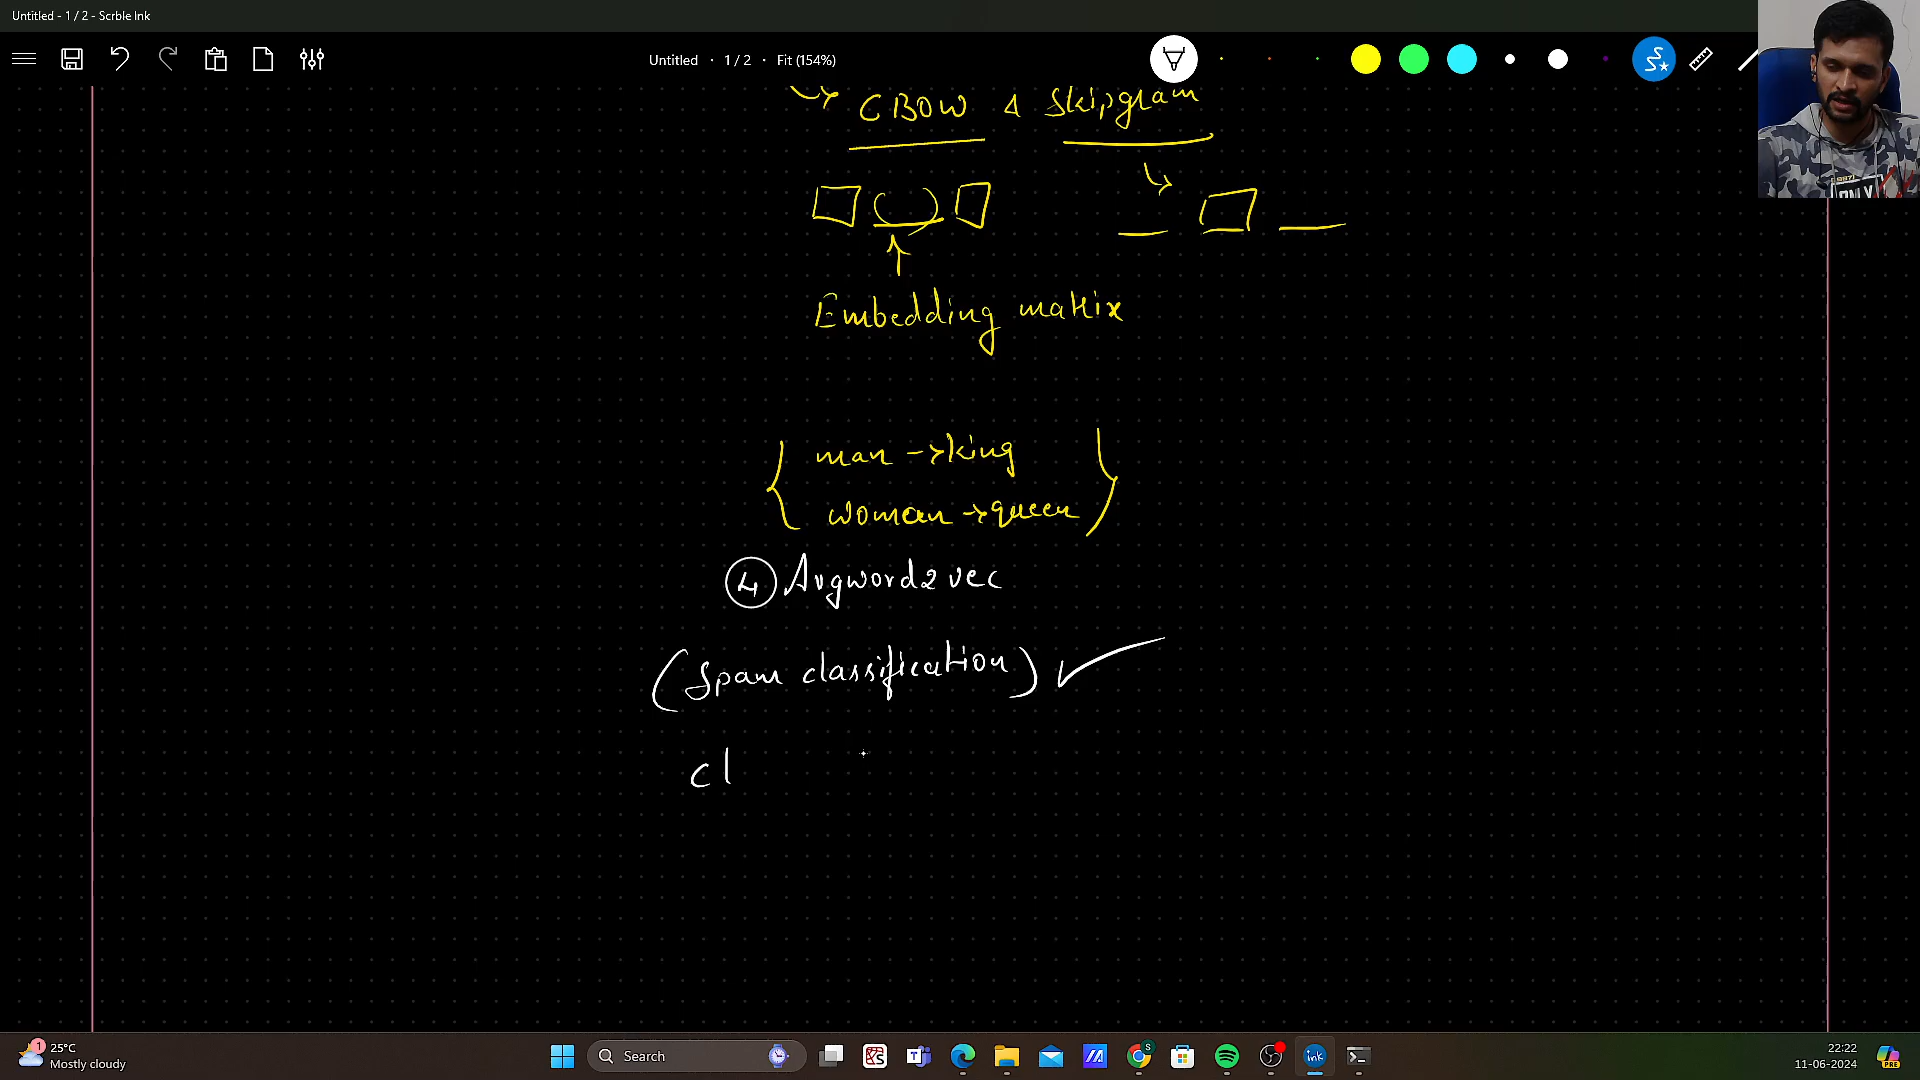 Untitled - 1 / 2 - Scrble Ink
Untitled · 1 / 2 · Fit (154%)
CBOW & Skipgram
Embedding matrix
man → king
woman → queen
4 Avgword2vec
(Spam classification) ✓
cl
25°C
Mostly cloudy
Search
22:22
11-06-2024